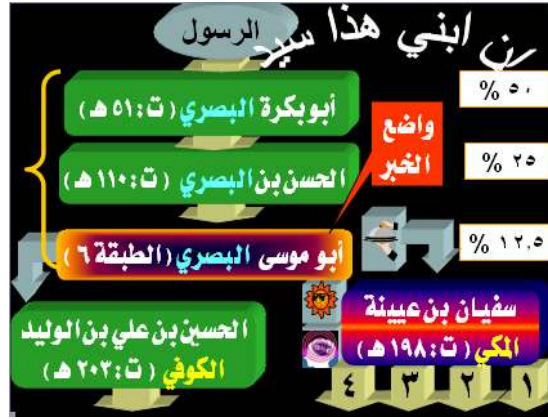 إن ابني هذا سيد
الرسول
% ٥٠
أبو بكرة البصري ( ت : ٥١ هـ )
واضع
الخبر
% ٢٥
الحسن بن البصري ( ت : ١١٠ هـ )
% ١٢,٥
أبو موسى البصري ( الطبقة ٦ )
سفيان بن عيينة
المكي ( ت : ١٩٨ هـ )
الحسين بن علي بن الوليد
الكوفي ( ت : ٢٠٣ هـ )
١ ٢ ٣ ٤